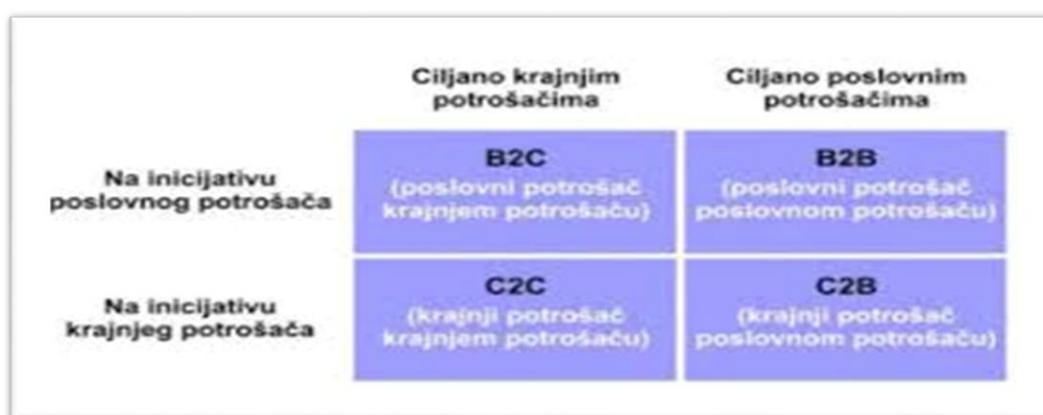 Ciljano krajnjim
potrošačima
Ciljano poslovnim
potrošačima
Na inicijativu
poslovnog potrošača
B2C
(poslovni potrošač
krajnjem potrošaču)
B2B
(poslovni potrošač
poslovnom potrošaču)
Na inicijativu
krajnjeg potrošača
C2C
(krajnji potrošač
krajnjem potrošaču)
C2B
(krajnji potrošač
poslovnom potrošaču)